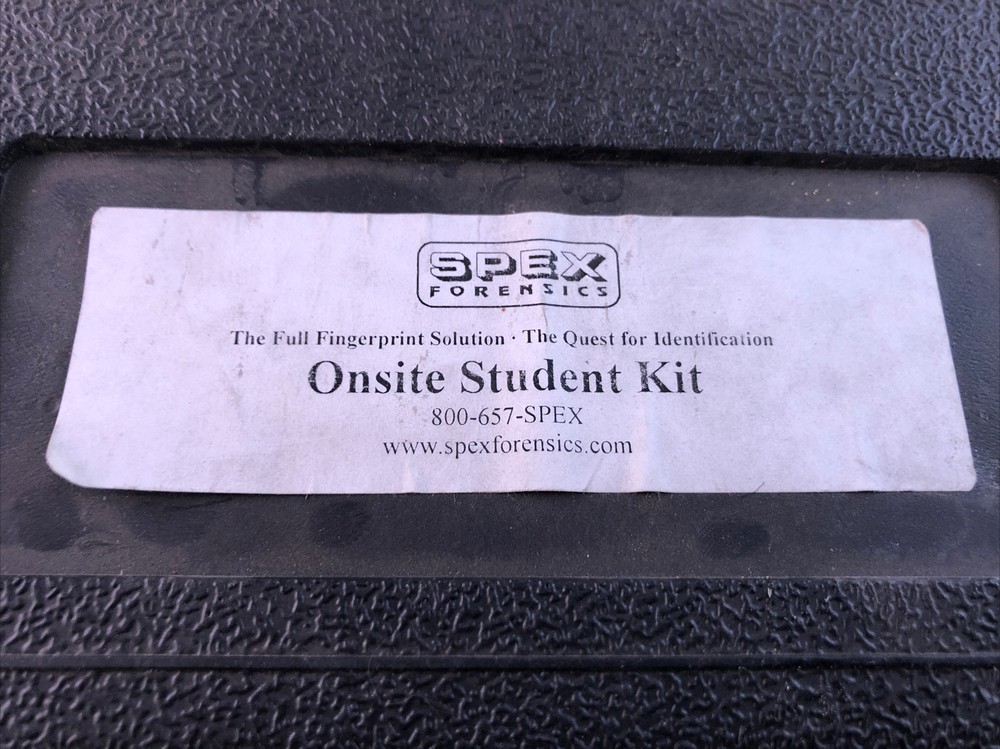 SPEX
FORENSICS
The Full Fingerprint Solution · The Quest for Identification
Onsite Student Kit
800-657-SPEX
www.spexforensics.com